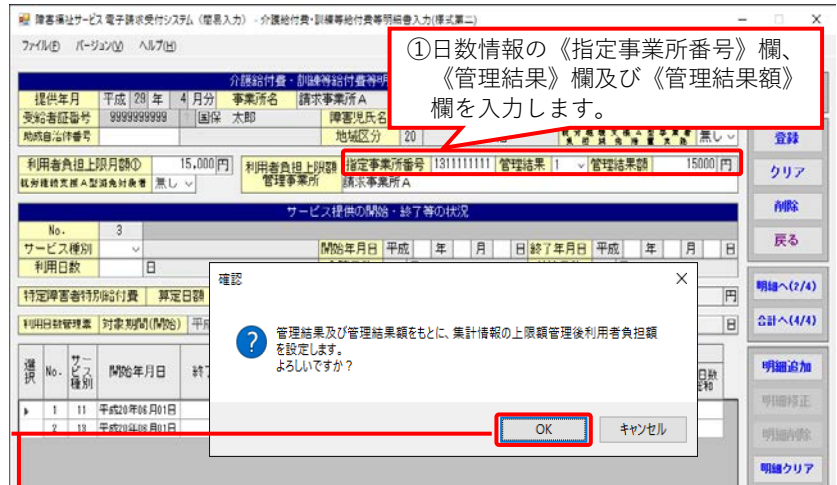 障害福祉サービス 電子請求受付システム (簡易入力) - 介護給付費・訓練等給付費等明細書入力(様式第二)
ファイル(F) バージョン(V) ヘルプ(H)
①日数情報の《指定事業所番号》欄、
《管理結果》欄及び《管理結果額》
欄を入力します。
介護給付費・訓練等給付費等明
提供年月 平成 28 年 4 月分 事業所名 請求事業所A
受給者証番号 9999999999 国保 太郎 障害児氏名
助成自治体番号 地域区分 20 無し
登録
利用者負担上限月額① 15,000 円 利用者負担上限額 管理事業所 指定事業所番号 1311111111 管理結果 1 管理結果額 15000 円
就労継続支援A型減免対象者 無し 請求事業所A
クリア
サービス提供の開始・終了等の状況
削除
No. 3
戻る
サービス種別 開始年月日 平成 年 月 日 終了年月日 平成 年 月 日
利用日数 日
確認
特定障害者特別給付費 算定日額 円
明細へ(2/4)
利用日数管理票 対象期間(開始) 平 日
合計へ(4/4)
管理結果及び管理結果額をもとに、集計情報の上限額管理後利用者負担額
を設定します。
よろしいですか?
選択 No. サービス種別 開始年月日 終
明細追加
1 11 平成20年06月01日
明細修正
2 13 平成20年06月01日
OK キャンセル
明細削除
明細クリア